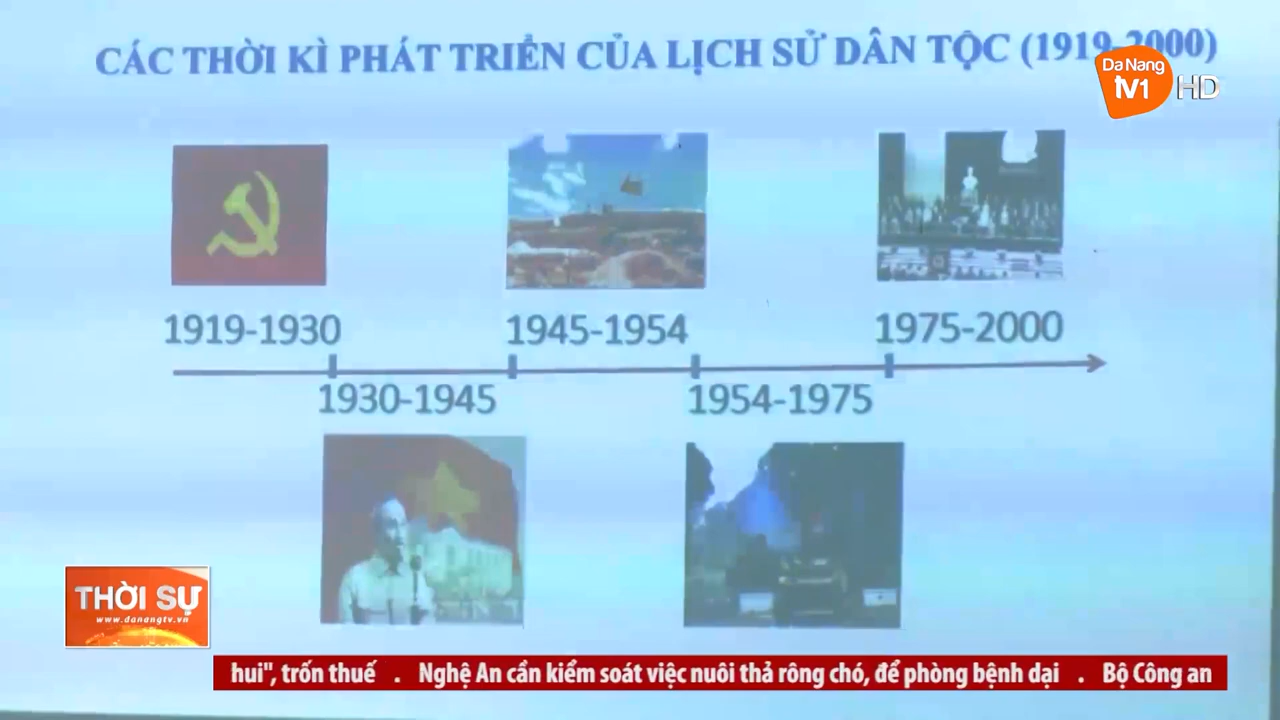 CÁC THỜI KÌ PHÁT TRIỂN CỦA LỊCH SỬ DÂN TỘC (1919-2000)
Da Nang
TV1 HD
1919-1930
1945-1954
1975-2000
1930-1945
1954-1975
THỜI SỰ
www.danangtv.vn
hui", trốn thuế . Nghệ An cần kiểm soát việc nuôi thả rông chó, để phòng bệnh dại . Bộ Công an